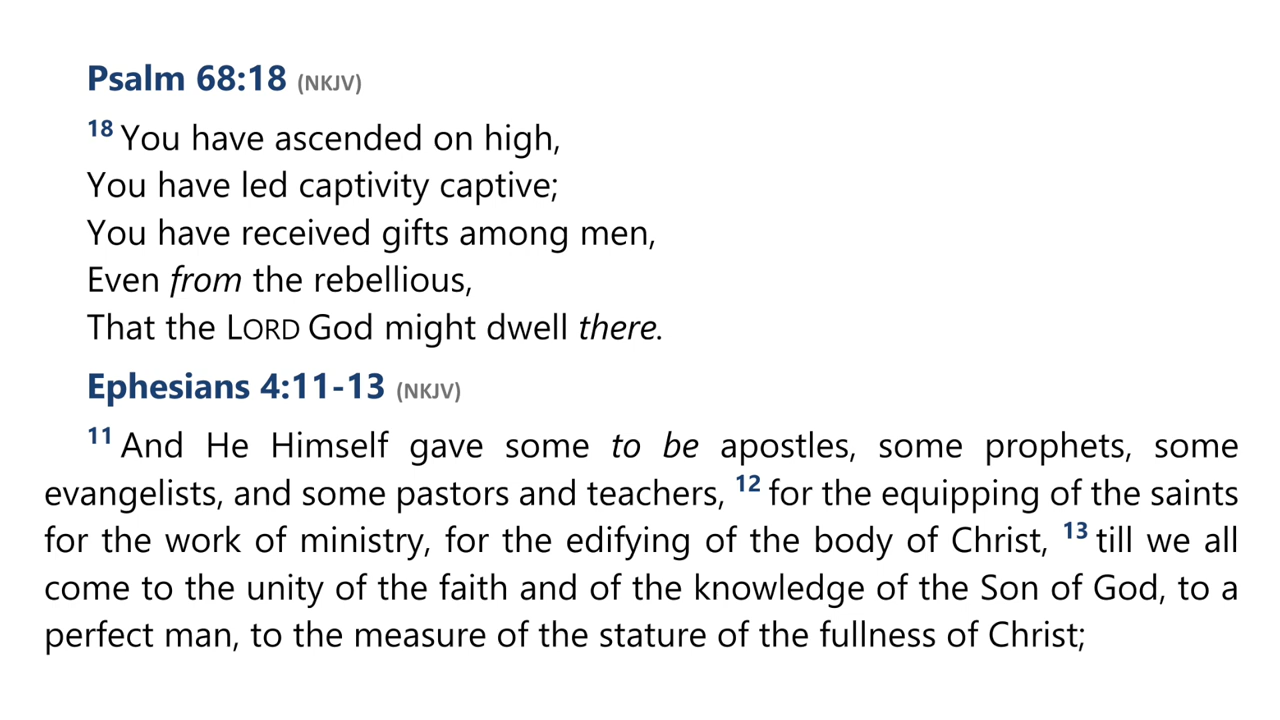 Psalm 68:18 (NKJV)
18 You have ascended on high,
You have led captivity captive;
You have received gifts among men,
Even from the rebellious,
That the LORD God might dwell there.
Ephesians 4:11-13 (NKJV)
11 And He Himself gave some to be apostles, some prophets, some
evangelists, and some pastors and teachers, 12 for the equipping of the saints
for the work of ministry, for the edifying of the body of Christ, 13 till we all
come to the unity of the faith and of the knowledge of the Son of God, to a
perfect man, to the measure of the stature of the fullness of Christ;